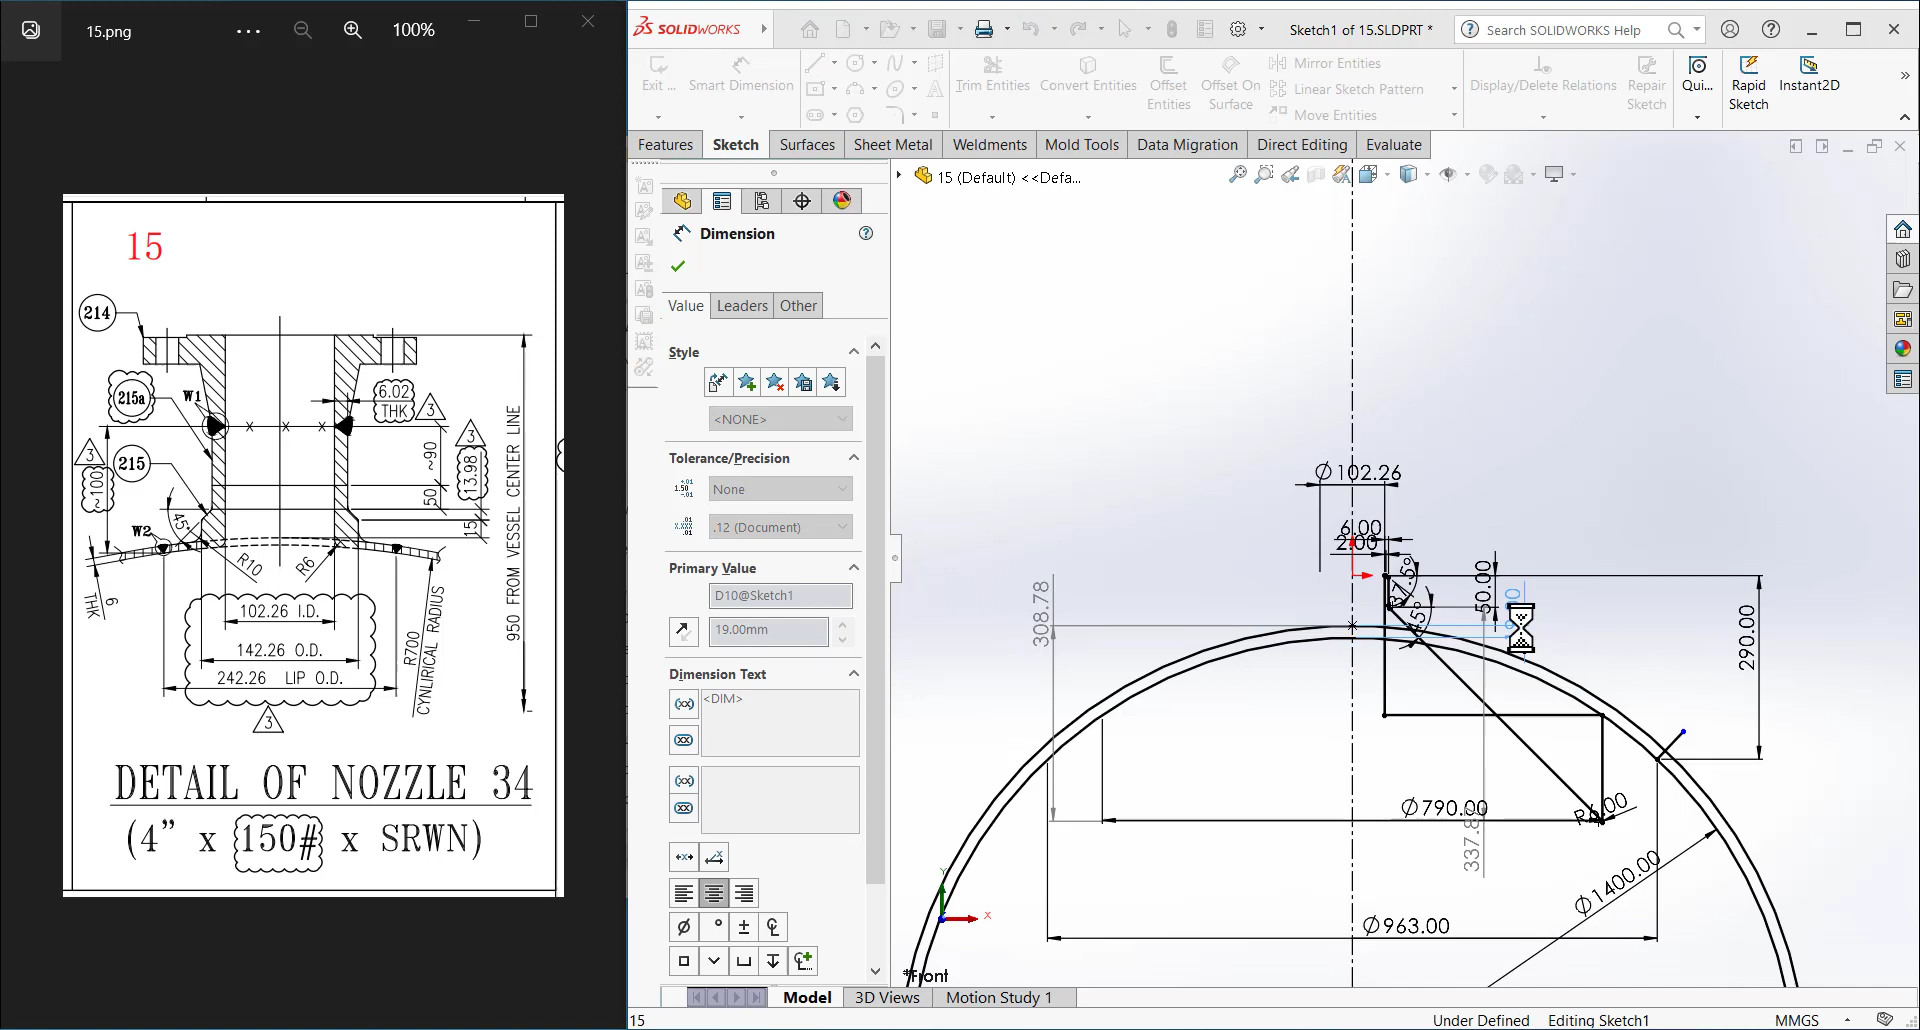 15.png
100%
SOLIDWORKS
Sketch1 of 15.SLDPRT *
Search SOLIDWORKS Help
Exit ...
Smart Dimension
Trim Entities
Convert Entities
Offset Entities
Offset On Surface
Mirror Entities
Linear Sketch Pattern
Move Entities
Display/Delete Relations
Repair Sketch
Qui...
Rapid Sketch
Instant2D
Features
Sketch
Surfaces
Sheet Metal
Weldments
Mold Tools
Data Migration
Direct Editing
Evaluate
15 (Default) <<Defa...
Dimension
Value
Leaders
Other
Style
<NONE>
Tolerance/Precision
None
.12 (Document)
Primary Value
D10@Sketch1
19.00mm
Dimension Text
<DIM>
15
214
215a
W1
6.02
THK
3
3
3
215
~100
~90
13.98
50
15
45°
W2
R10
R6
6
THK
102.26 I.D.
142.26 O.D.
242.26 LIP O.D.
3
R700
CYNLIRICAL RADIUS
950 FROM VESSEL CENTER LINE
DETAIL OF NOZZLE 34
(4” x 150# x SRWN)
∅102.26
6.00
2.00
37.5°
45°
50.00
290.00
308.78
337.87
∅790.00
R6.00
∅1400.00
∅963.00
Y
X
*Front
Model
3D Views
Motion Study 1
15
Under Defined
Editing Sketch1
MMGS